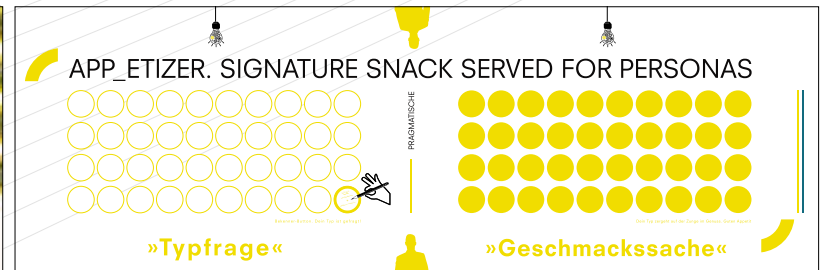 APP_ETIZER. SIGNATURE SNACK SERVED FOR PERSONAS
PRAGMATISCHE
»Typfrage«
»Geschmackssache«